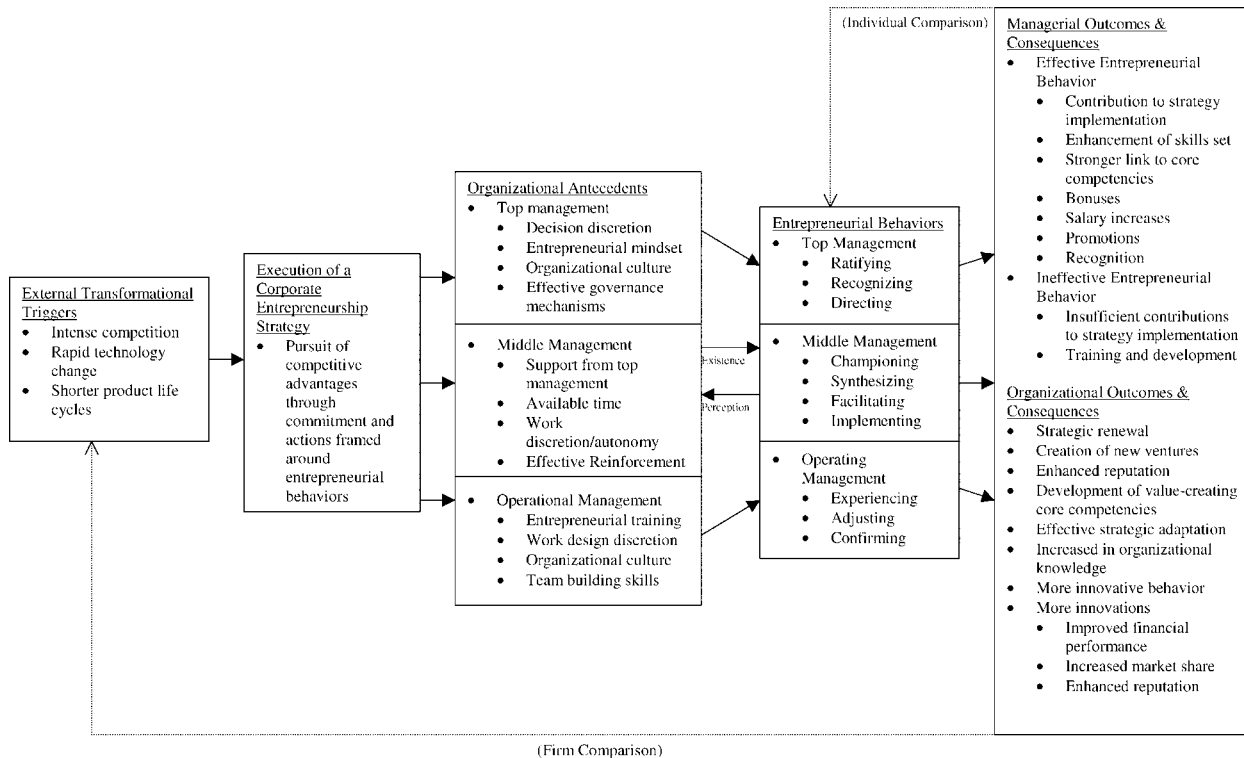 (Individual Comparison)
External Transformational
Triggers
• Intense competition
• Rapid technology
change
• Shorter product life
cycles
Execution of a
Corporate
Entrepreneurship
Strategy
• Pursuit of
competitive
advantages
through
commitment and
actions framed
around
entrepreneurial
behaviors
Organizational Antecedents
• Top management
• Decision discretion
• Entrepreneurial mindset
• Organizational culture
• Effective governance
mechanisms
• Middle Management
• Support from top
management
• Available time
• Work
discretion/autonomy
• Effective Reinforcement
• Operational Management
• Entrepreneurial training
• Work design discretion
• Organizational culture
• Team building skills
Existence
Perception
Entrepreneurial Behaviors
• Top Management
• Ratifying
• Recognizing
• Directing
• Middle Management
• Championing
• Synthesizing
• Facilitating
• Implementing
• Operating
Management
• Experiencing
• Adjusting
• Confirming
Managerial Outcomes &
Consequences
• Effective Entrepreneurial
Behavior
• Contribution to strategy
implementation
• Enhancement of skills set
• Stronger link to core
competencies
• Bonuses
• Salary increases
• Promotions
• Recognition
• Ineffective Entrepreneurial
Behavior
• Insufficient contributions
to strategy implementation
• Training and development
Organizational Outcomes &
Consequences
• Strategic renewal
• Creation of new ventures
• Enhanced reputation
• Development of value-creating
core competencies
• Effective strategic adaptation
• Increased in organizational
knowledge
• More innovative behavior
• More innovations
• Improved financial
performance
• Increased market share
• Enhanced reputation
(Firm Comparison)